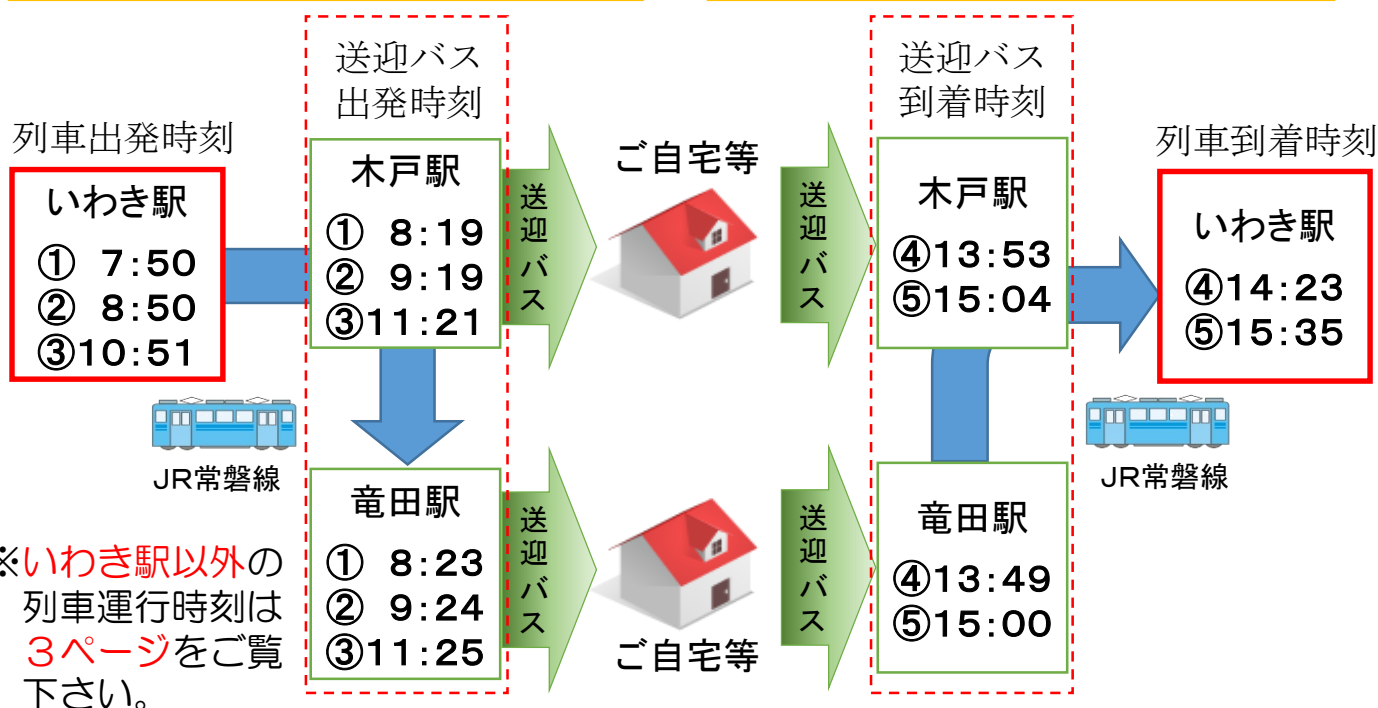 送迎バス
出発時刻
送迎バス
到着時刻
列車出発時刻
いわき駅
① 7:50
② 8:50
③10:51
木戸駅
① 8:19
② 9:19
③11:21
送迎バス
ご自宅等
送迎バス
木戸駅
④13:53
⑤15:04
列車到着時刻
いわき駅
④14:23
⑤15:35
JR常磐線
竜田駅
① 8:23
② 9:24
③11:25
送迎バス
ご自宅等
送迎バス
竜田駅
④13:49
⑤15:00
JR常磐線
※いわき駅以外の
列車運行時刻は
３ページをご覧
下さい。